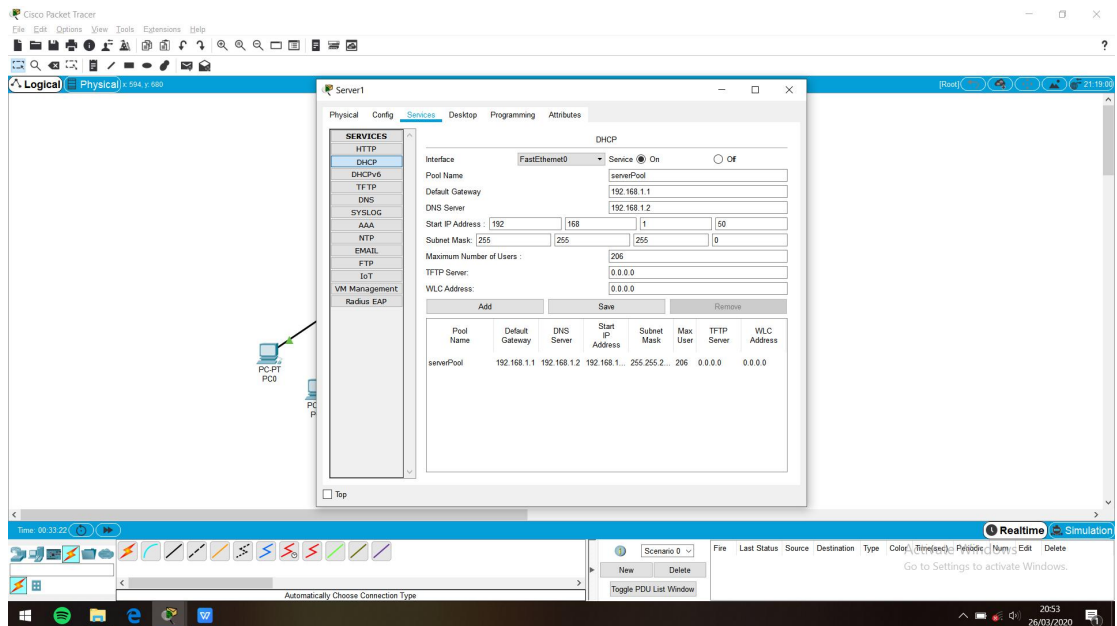 Cisco Packet Tracer
File Edit Options View Tools Extensions Help
?
Logical Physical x: 594, y: 680 [Root] 21:19:00
Server1
Physical Config Services Desktop Programming Attributes
SERVICES
HTTP
DHCP
DHCPv6
TFTP
DNS
SYSLOG
AAA
NTP
EMAIL
FTP
IoT
VM Management
Radius EAP
DHCP
Interface FastEthernet0 Service On Off
Pool Name serverPool
Default Gateway 192.168.1.1
DNS Server 192.168.1.2
Start IP Address : 192 168 1 50
Subnet Mask: 255 255 255 0
Maximum Number of Users : 206
TFTP Server: 0.0.0.0
WLC Address: 0.0.0.0
Add Save Remove
Pool Name Default Gateway DNS Server Start IP Address Subnet Mask Max User TFTP Server WLC Address
serverPool 192.168.1.1 192.168.1.2 192.168.1... 255.255.2... 206 0.0.0.0 0.0.0.0
Top
PC-PT
PC0
PC
P
Time: 00:33:22 Realtime Simulation
Scenario 0
New Delete
Toggle PDU List Window
Fire Last Status Source Destination Type Color Time(sec) Periodic Num Edit Delete
Activate Windows
Go to Settings to activate Windows.
Automatically Choose Connection Type
20:53
26/03/2020